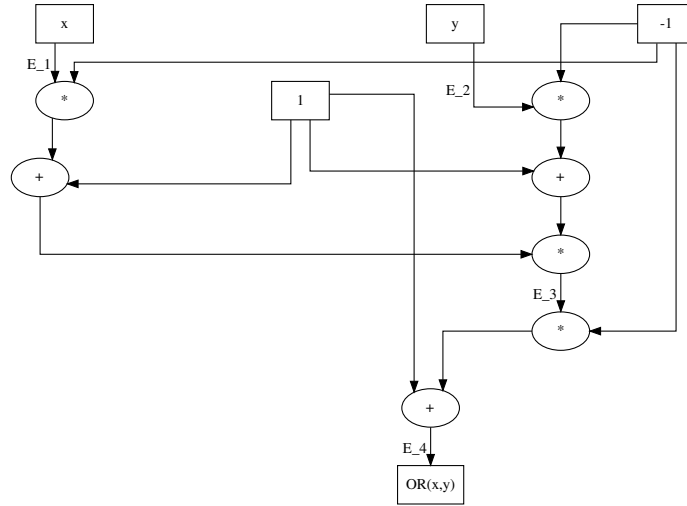 x
y
-1
E_1
E_2
*
1
*
+
+
*
E_3
*
+
E_4
OR(x,y)